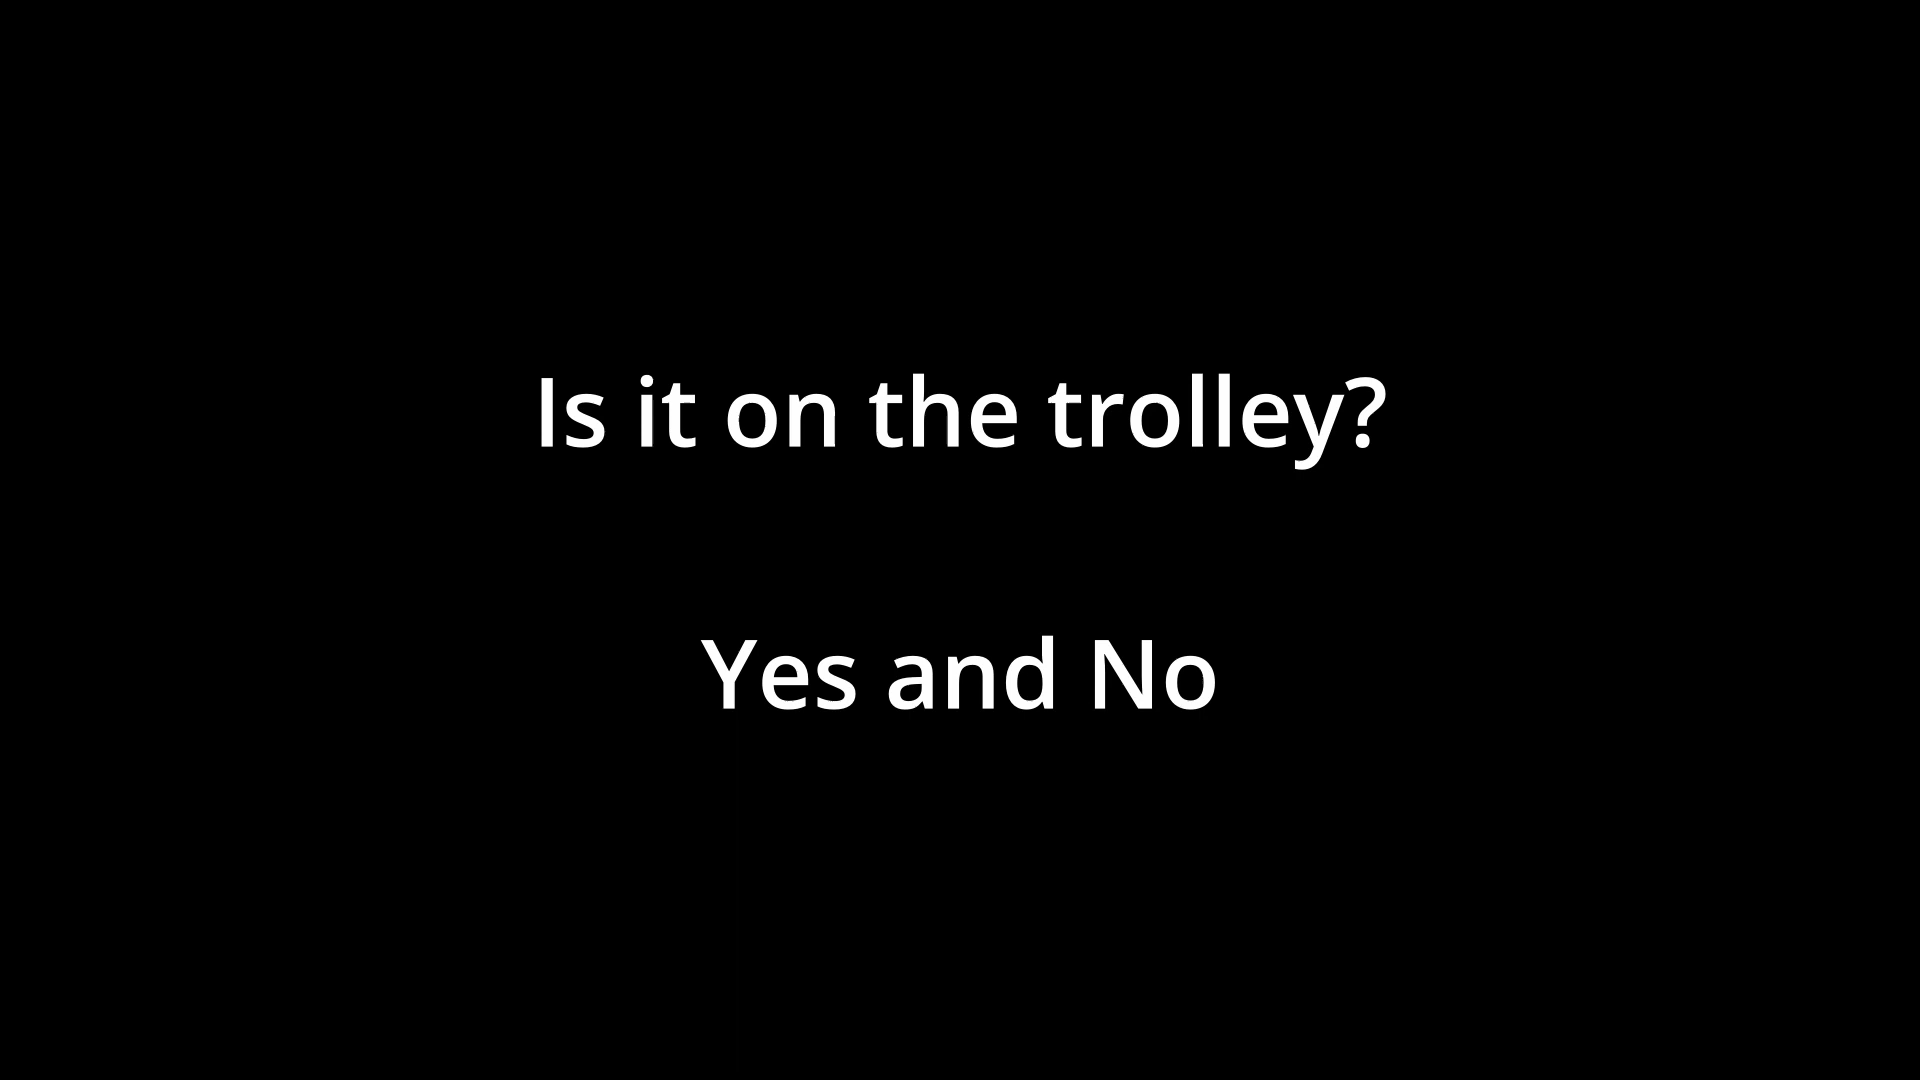 Is it on the trolley?
Yes and No